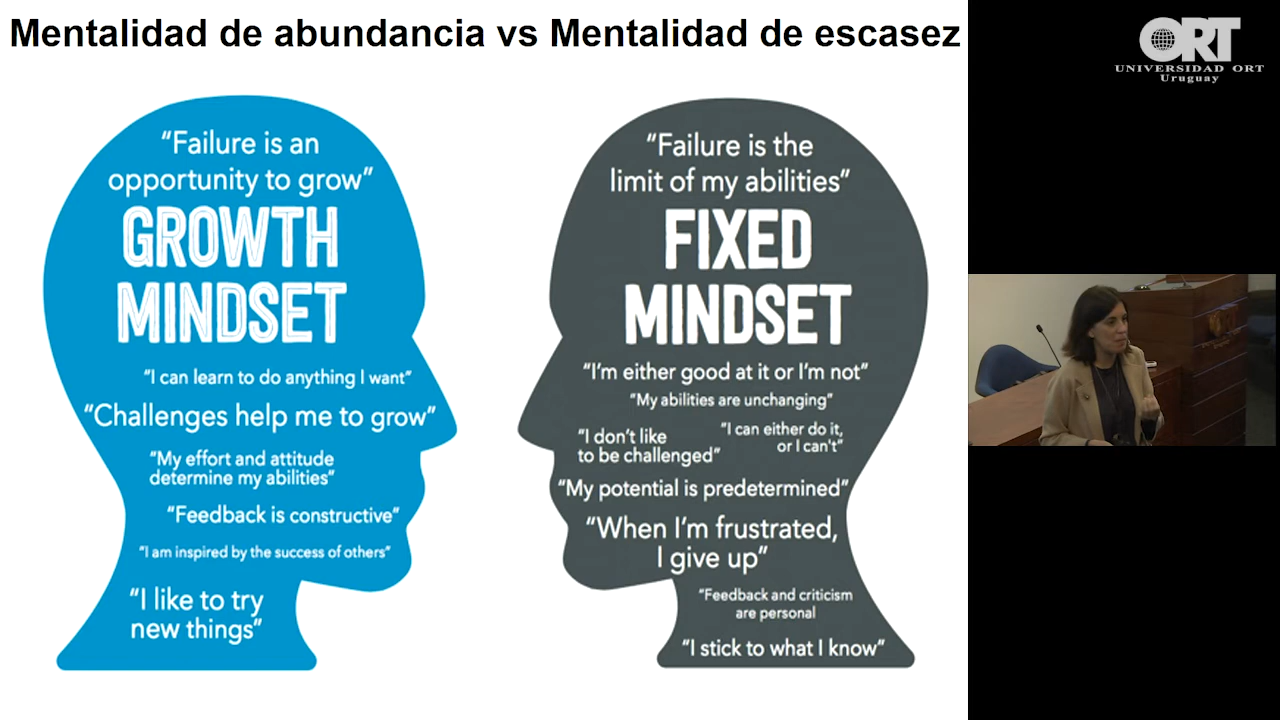 Mentalidad de abundancia vs Mentalidad de escasez
ORT
UNIVERSIDAD ORT
Uruguay
“Failure is an
opportunity to grow”
GROWTH
MINDSET
“I can learn to do anything I want”
“Challenges help me to grow”
“My effort and attitude
determine my abilities”
“Feedback is constructive”
“I am inspired by the success of others”
“I like to try
new things”
“Failure is the
limit of my abilities”
FIXED
MINDSET
“I’m either good at it or I’m not”
“My abilities are unchanging”
“I don’t like
to be challenged”
“I can either do it,
or I can't”
“My potential is predetermined”
“When I’m frustrated,
I give up”
“Feedback and criticism
are personal
“I stick to what I know”